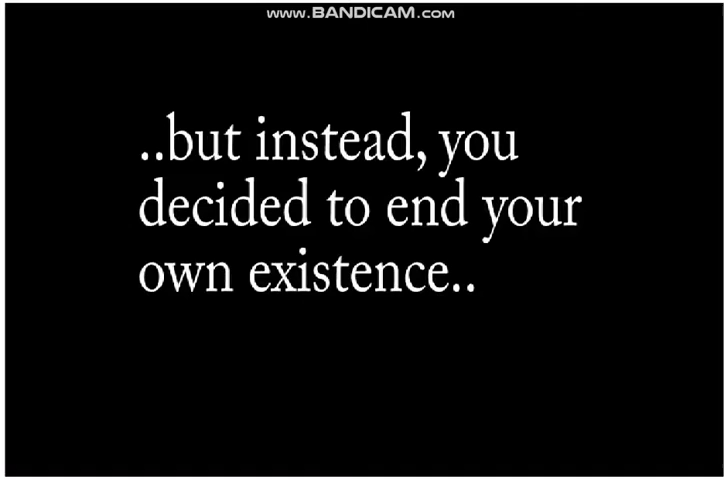 www.BANDICAM.com
..but instead, you
decided to end your
own existence..